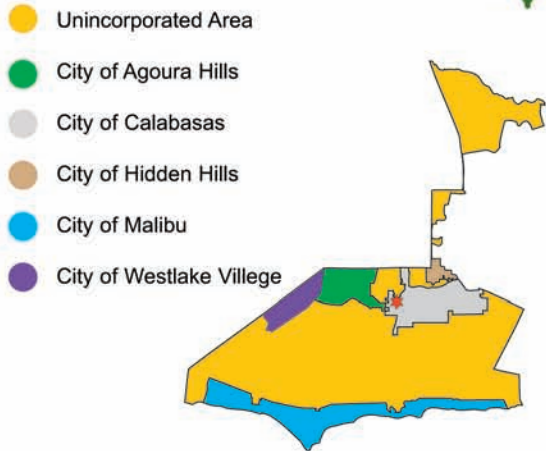 Unincorporated Area
City of Agoura Hills
City of Calabasas
City of Hidden Hills
City of Malibu
City of Westlake Villege